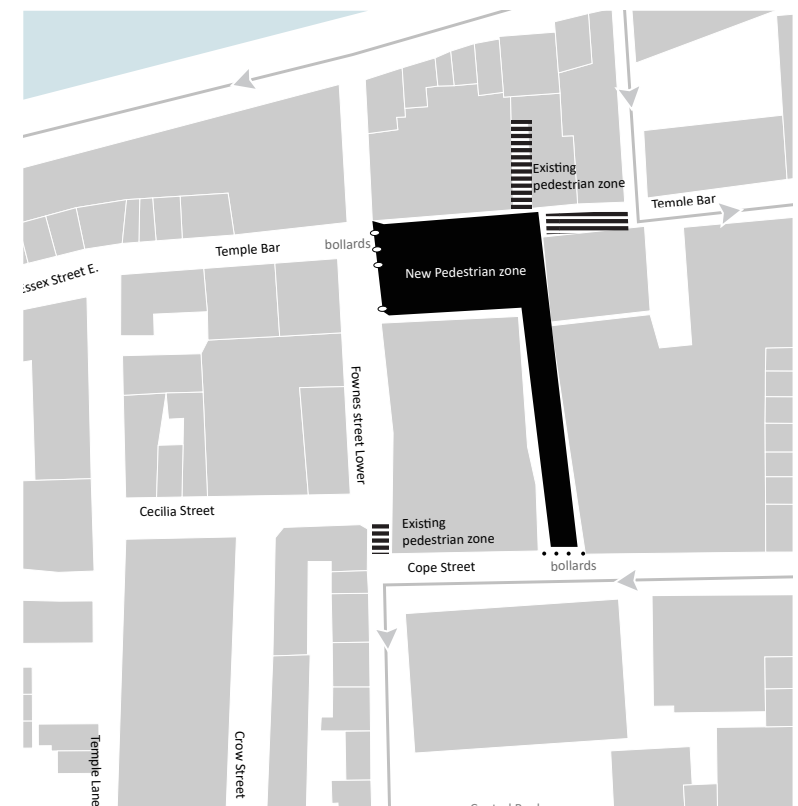 Existing
pedestrian zone
Temple Bar
Temple Bar
bollards
Essex Street E.
New Pedestrian zone
Fownes street Lower
Cecilia Street
Existing
pedestrian zone
Cope Street
bollards
Temple Lane
Crow Street